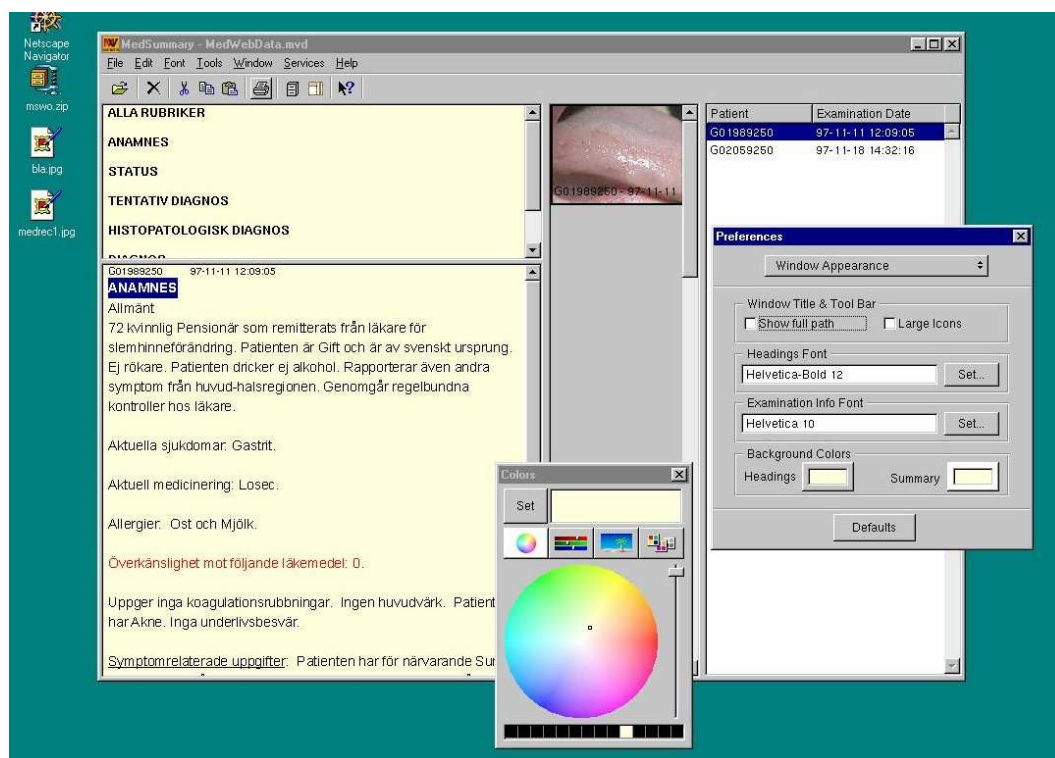 Netscape
Navigator
mswo.zip
bla.jpg
medrec1.jpg
MedSummary - MedWebData.mvd
File Edit Font Tools Window Services Help
ALLA RUBRIKER
ANAMNES
STATUS
TENTATIV DIAGNOS
HISTOPATOLOGISK DIAGNOS
G01989250 97-11-11 12:09:05
ANAMNES
Allmänt
72 kvinnlig Pensionär som remitterats från läkare för
slemhinneförändring. Patienten är Gift och är av svenskt ursprung.
Ej rökare. Patienten dricker ej alkohol. Rapporterar även andra
symptom från huvud-halsregionen. Genomgår regelbundna
kontroller hos läkare.
Aktuella sjukdomar: Gastrit.
Aktuell medicinering: Losec.
Allergier: Ost och Mjölk.
Överkänslighet mot följande läkemedel: 0.
Uppger inga koagulationsrubbningar. Ingen huvudvärk. Patient
har Akne. Inga underlivsbesvär.
Symptomrelaterade uppgifter: Patienten har för närvarande Sur
G01989250 - 97-11-11
Patient Examination Date
G01989250 97-11-11 12:09:05
G02059250 97-11-18 14:32:16
Preferences
Window Appearance
Window Title & Tool Bar
Show full path Large Icons
Headings Font
Helvetica-Bold 12 Set...
Examination Info Font
Helvetica 10 Set...
Background Colors
Headings Summary
Defaults
Colors
Set